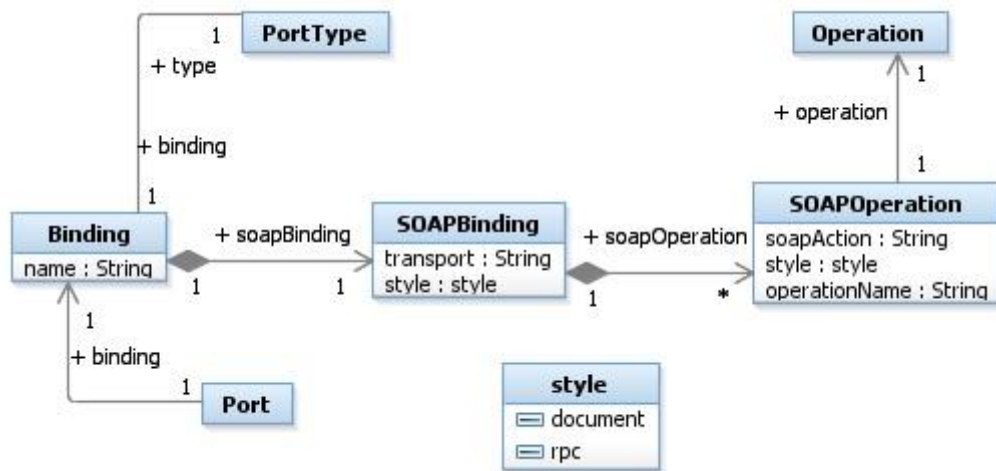 1
PortType
+ type
+ binding
1
Operation
1
+ operation
1
Binding
name : String
+ soapBinding
1
1
SOAPBinding
transport : String
style : style
+ soapOperation
1
*
SOAPOperation
soapAction : String
style : style
operationName : String
1
+ binding
1
Port
style
document
rpc